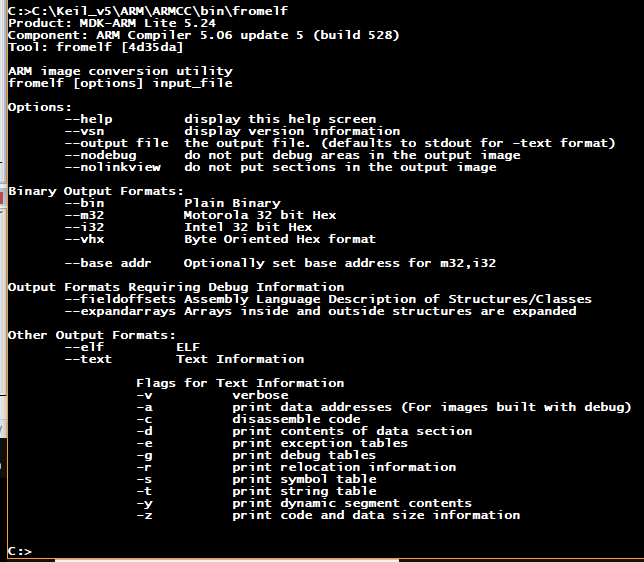 C:>C:\Keil_v5\ARM\ARMCC\bin\fromelf
Product: MDK-ARM Lite 5.24
Component: ARM Compiler 5.06 update 5 (build 528)
Tool: fromelf [4d35da]
ARM image conversion utility
fromelf [options] input_file
Options:
--help display this help screen
--vsn display version information
--output file the output file. (defaults to stdout for -text format)
--nodebug do not put debug areas in the output image
--nolinkview do not put sections in the output image
Binary Output Formats:
--bin Plain Binary
--m32 Motorola 32 bit Hex
--i32 Intel 32 bit Hex
--vhx Byte Oriented Hex format
--base addr Optionally set base address for m32,i32
Output Formats Requiring Debug Information
--fieldoffsets Assembly Language Description of Structures/Classes
--expandarrays Arrays inside and outside structures are expanded
Other Output Formats:
--elf ELF
--text Text Information
Flags for Text Information
-v verbose
-a print data addresses (For images built with debug)
-c disassemble code
-d print contents of data section
-e print exception tables
-g print debug tables
-r print relocation information
-s print symbol table
-t print string table
-y print dynamic segment contents
-z print code and data size information
C:>